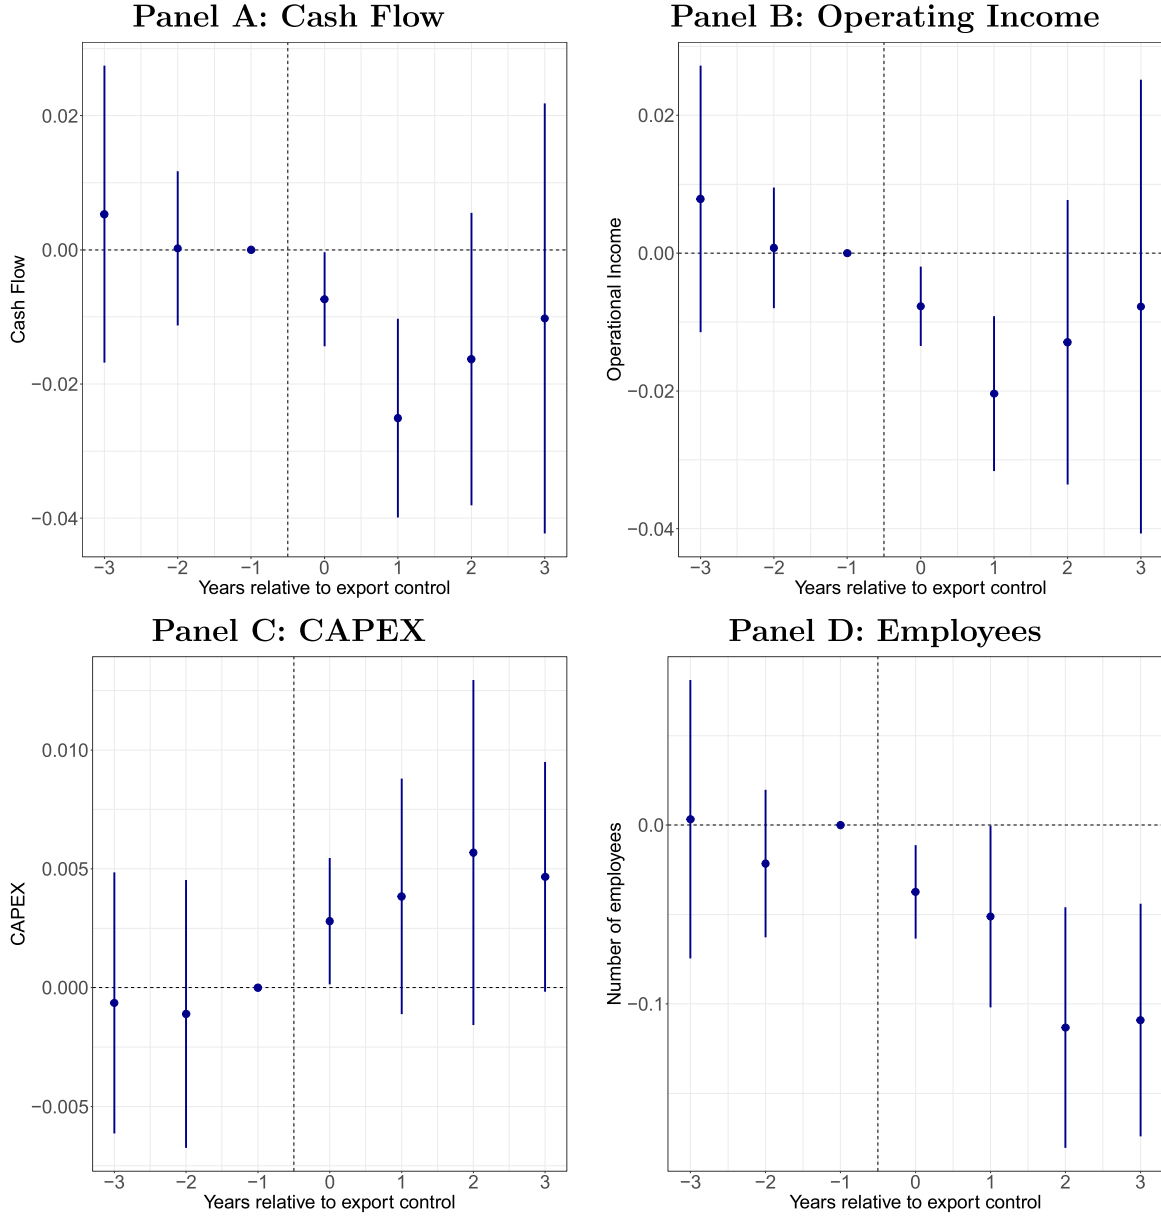 Panel A: Cash Flow
Cash Flow
0.02
0.00
−0.02
−0.04
−3 −2 −1 0 1 2 3
Years relative to export control
Panel B: Operating Income
Operational Income
0.02
0.00
−0.02
−0.04
−3 −2 −1 0 1 2 3
Years relative to export control
Panel C: CAPEX
CAPEX
0.010
0.005
0.000
−0.005
−3 −2 −1 0 1 2 3
Years relative to export control
Panel D: Employees
Number of employees
0.0
−0.1
−3 −2 −1 0 1 2 3
Years relative to export control